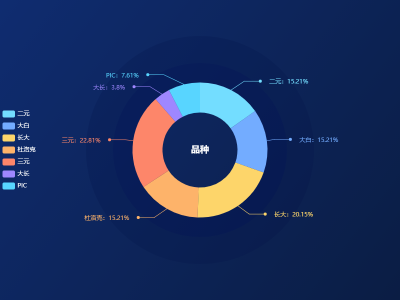 PIC：7.61%
二元：15.21%
大长：3.8%
二元
大白
长大
杜洛克
三元
大长
PIC
三元：22.81%
大白：15.21%
品种
杜洛克：15.21%
长大：20.15%